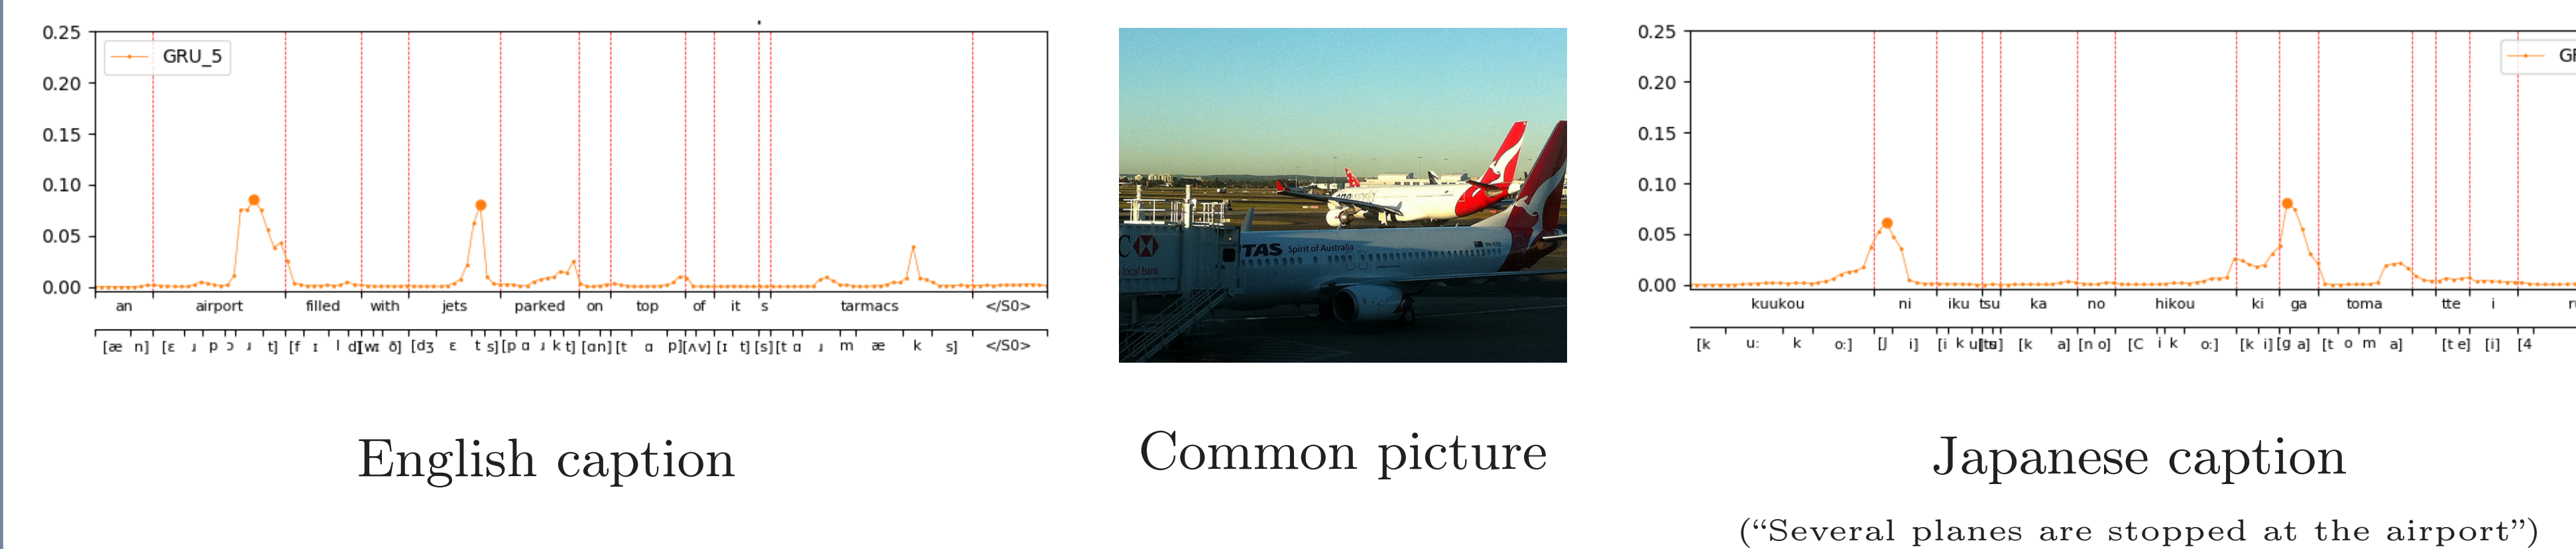 0.25
0.20
0.15
0.10
0.05
0.00
GRU_5
an airport filled with jets parked on top of it s tarmacs </S0>
[æ n] [ɛ ɹ p ɔ ɹ t] [f ɪ l d] [wɪ ð] [dʒ ɛ t s] [p ɑ ɹ k t] [ɑn] [t ɑ p] [ʌv] [ɪ t] [s] [t ɑ ɹ m æ k s] </S0>
English caption
TAS Spirit of Australia
local bank
Common picture
0.25
0.20
0.15
0.10
0.05
0.00
kuukou ni iku tsu ka no hikou ki ga toma tte i
[k u: k o:] [J i] [i k u] [k a] [n o] [C i k o:] [k i] [g a] [t o m a] [t e] [i] [4
Japanese caption
(“Several planes are stopped at the airport”)